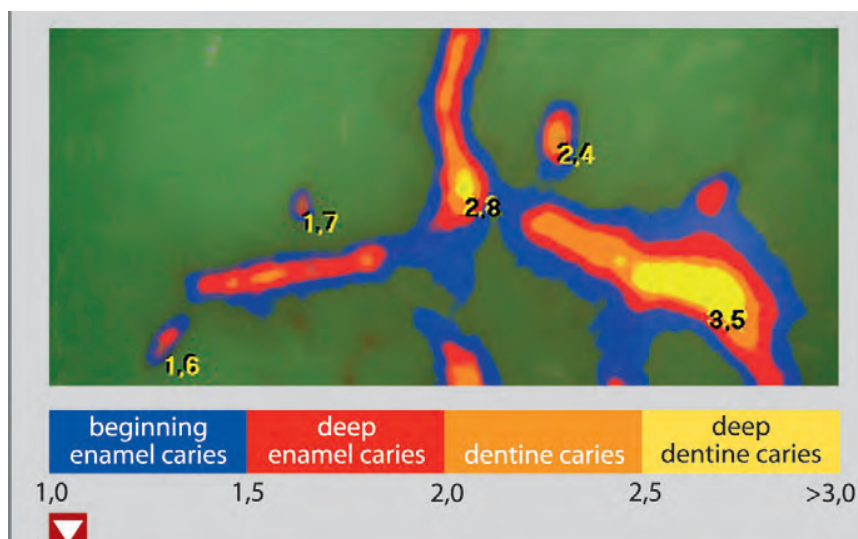 2,4
2,8
1,7
3,5
1,6
beginning
enamel caries
deep
enamel caries
dentine caries
deep
dentine caries
1,0
1,5
2,0
2,5
>3,0